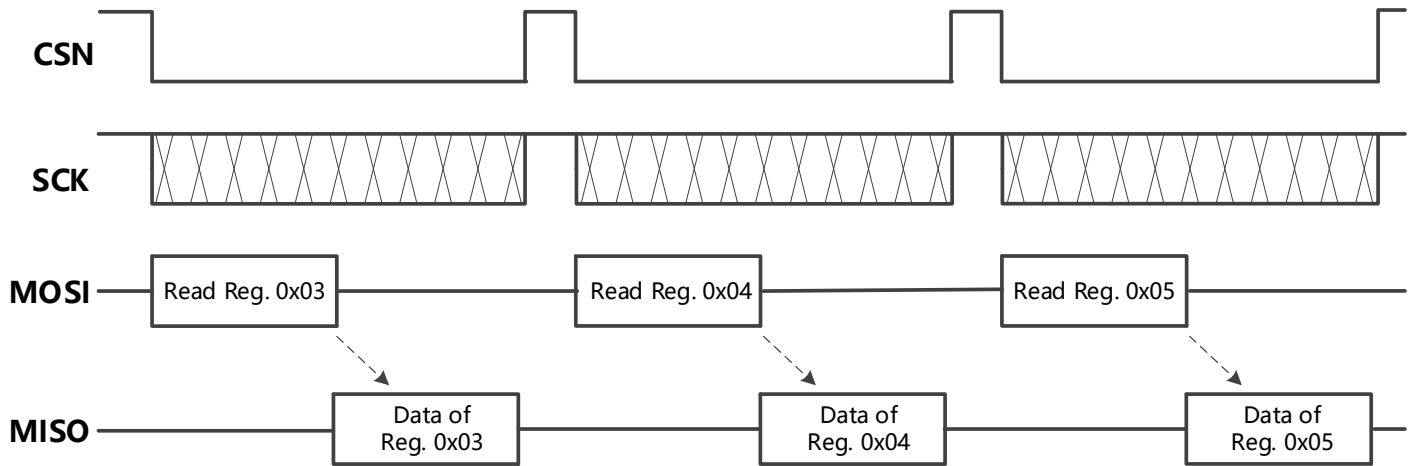 CSN
SCK
MOSI
Read Reg. 0x03
Read Reg. 0x04
Read Reg. 0x05
MISO
Data of
Reg. 0x03
Data of
Reg. 0x04
Data of
Reg. 0x05